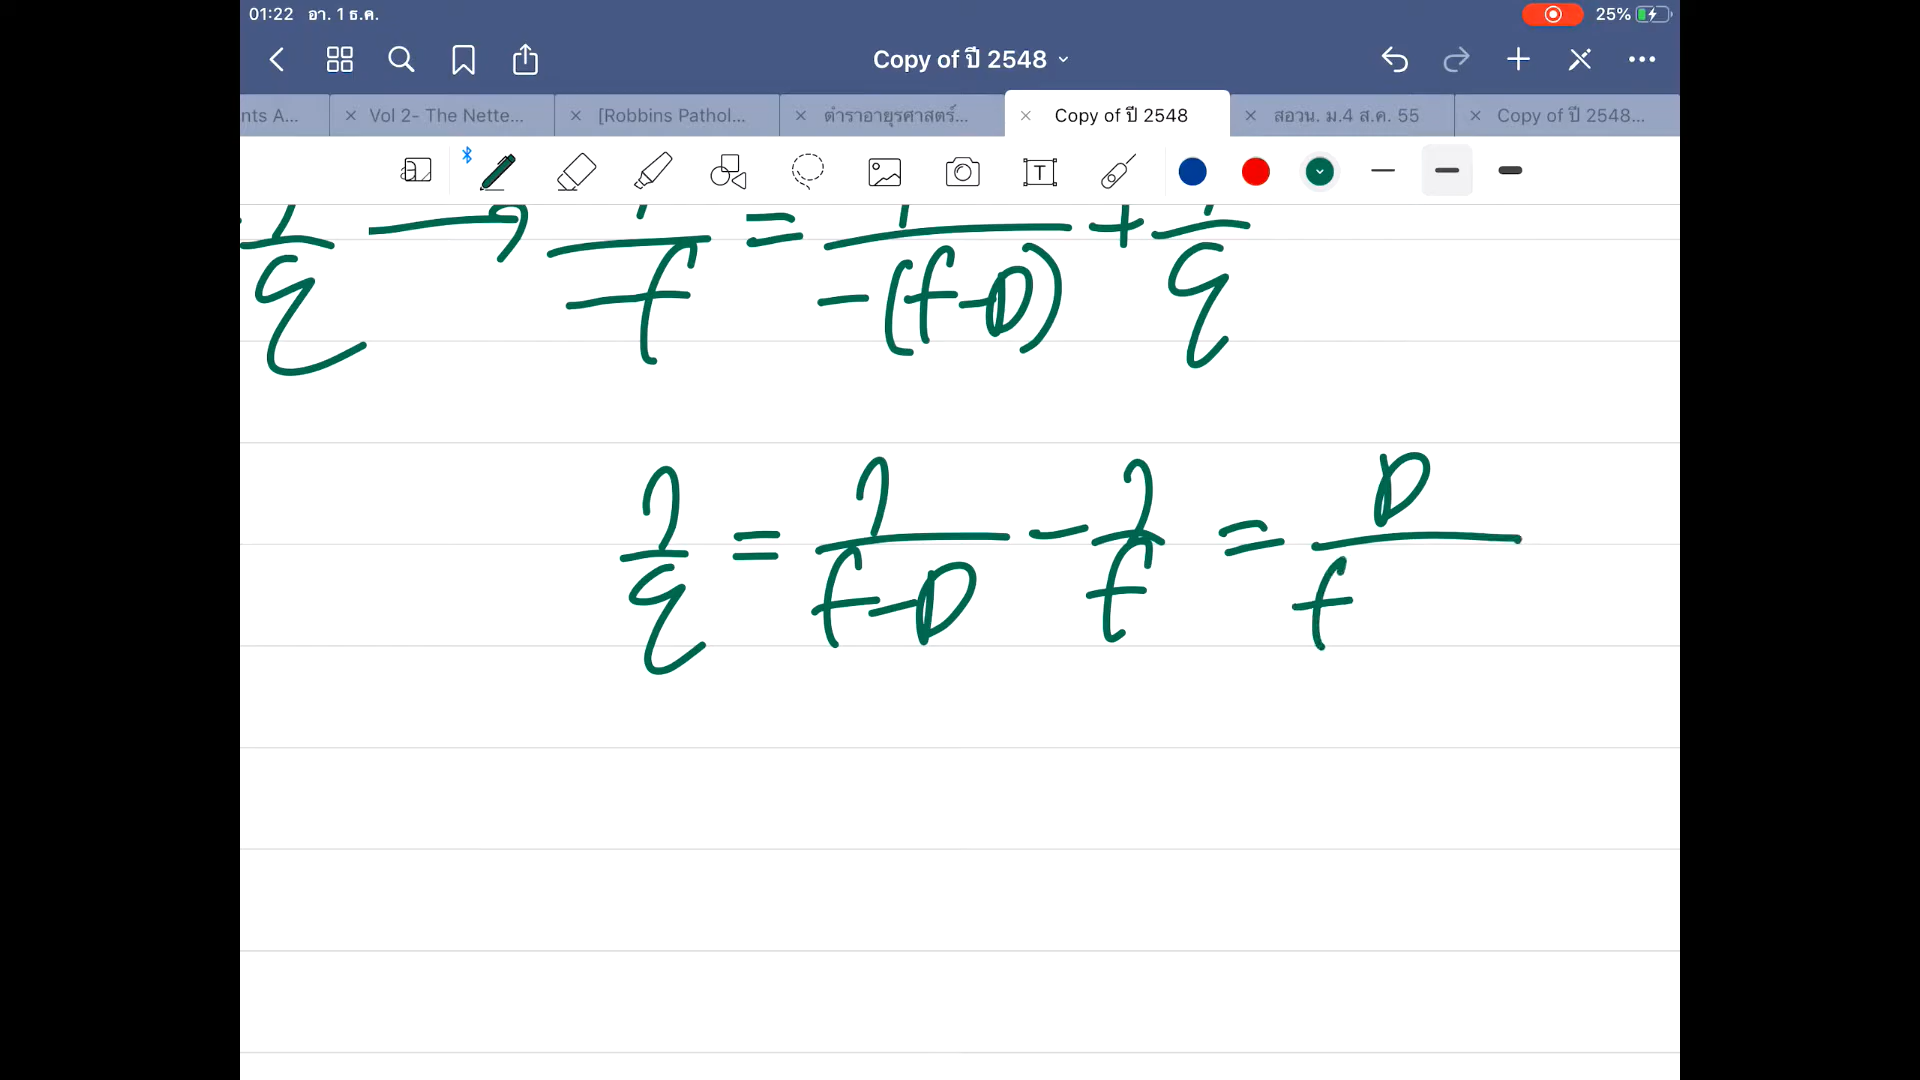 01:22 อา. 1 ธ.ค. 25%
Copy of ปี 2548
nts A... Vol 2- The Nette... [Robbins Pathol... ตำราอายุรศาสตร์... Copy of ปี 2548 สอวน. ม.4 ส.ค. 55 Copy of ปี 2548...
1/q → 1/-f = 1/-(f-D) + 1/q
1/q = 1/f-D - 1/f = D/f